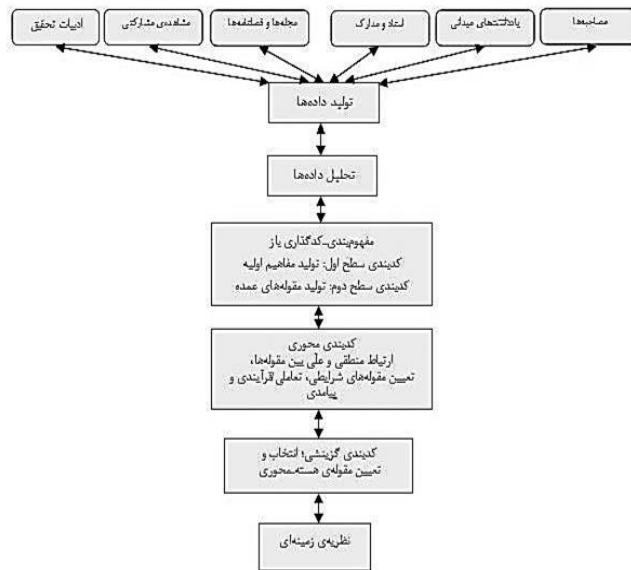 مصاحبه‌ها
یادداشت‌های میدانی
اسناد و مدارک
مجله‌ها و فصلنامه‌ها
مشاهده‌ی مشارکتی
ادبیات تحقیق
تولید داده‌ها
تحلیل داده‌ها
مفهوم‌بندی-کدگذاری باز
کدبندی سطح اول: تولید مفاهیم اولیه
کدبندی سطح دوم: تولید مقوله‌های عمده
کدبندی محوری
ارتباط منطقی و علّی بین مقوله‌ها،
تعیین مقوله‌های شرایطی، تعاملی/فرآیندی و
پیامدی
کدبندی گزینشی؛ انتخاب و
تعیین مقوله‌ی هسته-محوری
نظریه‌ی زمینه‌ای